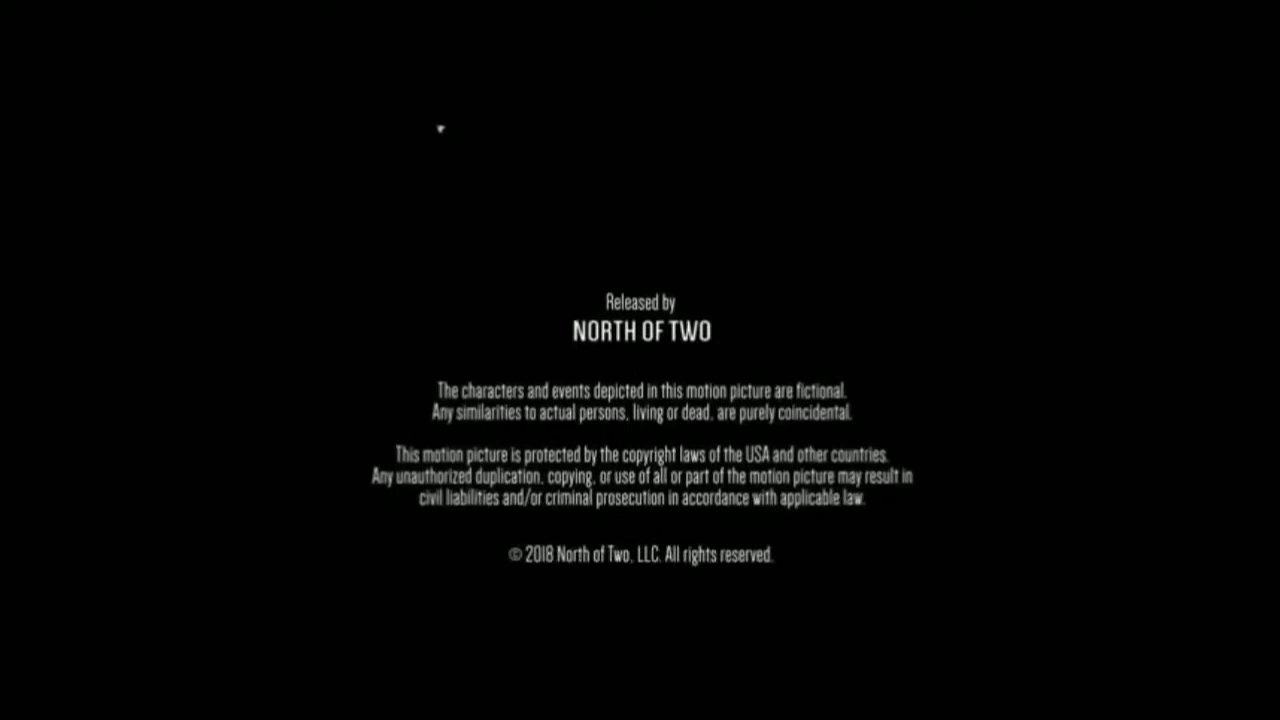 Released by
NORTH OF TWO
The characters and events depicted in this motion picture are fictional.
Any similarities to actual persons, living or dead, are purely coincidental.
This motion picture is protected by the copyright laws of the USA and other countries.
Any unauthorized duplication, copying, or use of all or part of the motion picture may result in
civil liabilities and/or criminal prosecution in accordance with applicable law.
© 2018 North of Two, LLC. All rights reserved.